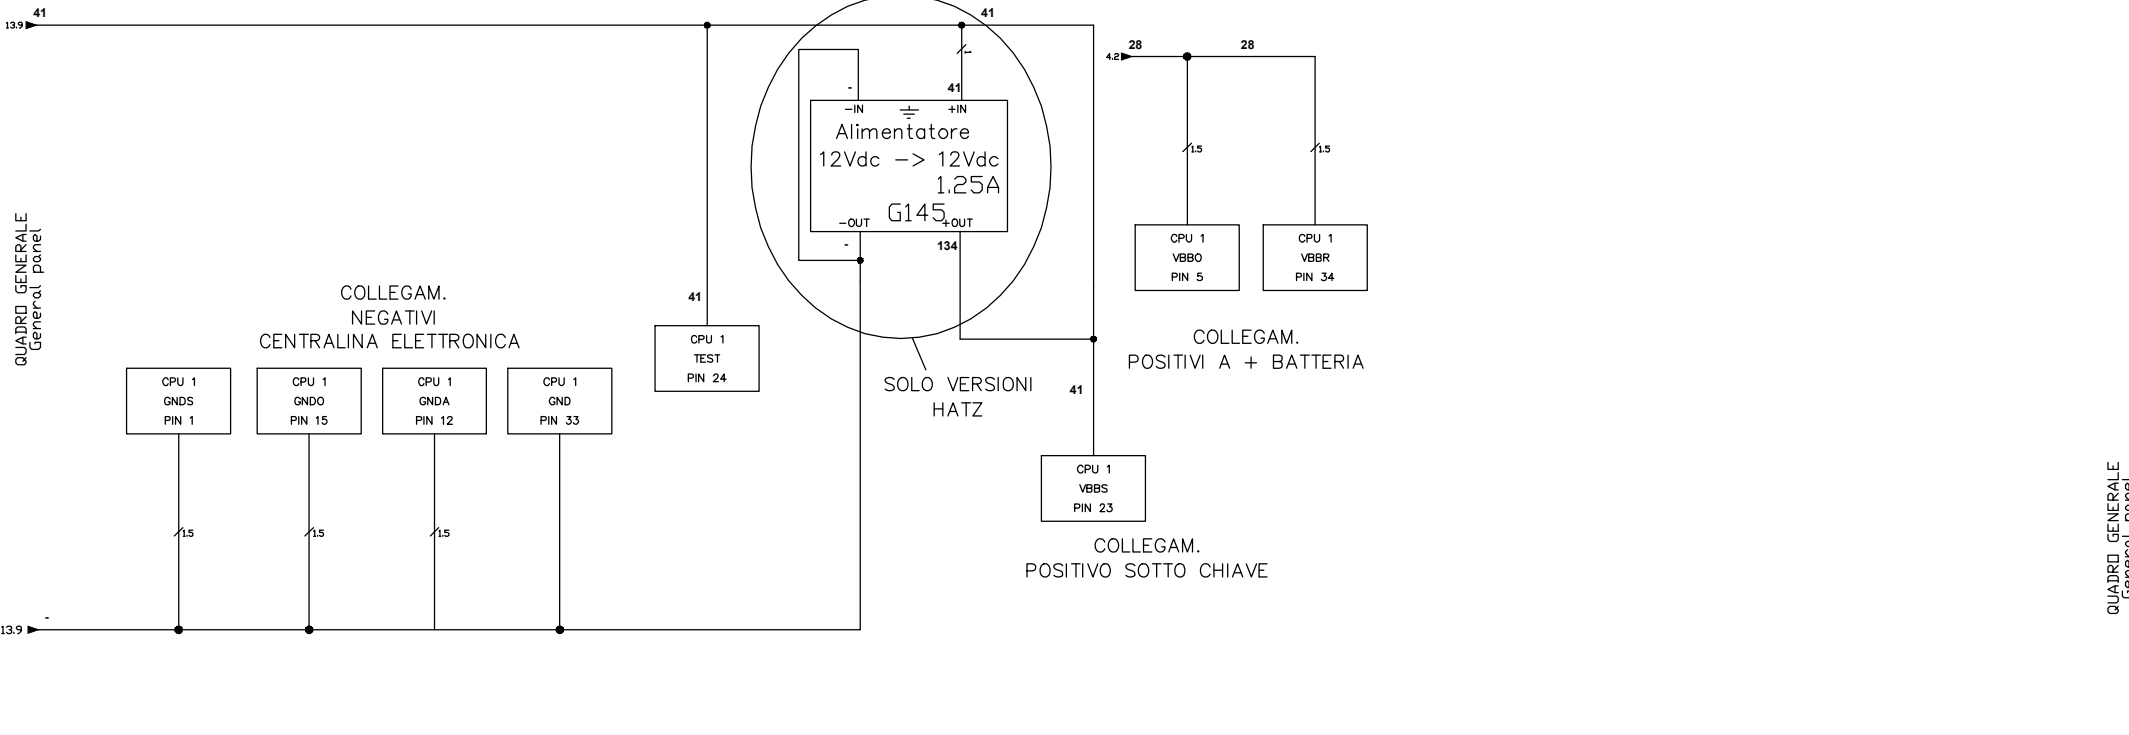 41
13.9
41
1
28
28
4.2
-
41
-IN
+IN
Alimentatore
12Vdc -> 12Vdc
1.25A
G145
-OUT
+OUT
-
134
1.5
1.5
CPU 1
VBBO
PIN 5
CPU 1
VBBR
PIN 34
COLLEGAM.
POSITIVI A + BATTERIA
QUADRO GENERALE
General panel
COLLEGAM.
NEGATIVI
CENTRALINA ELETTRONICA
41
CPU 1
TEST
PIN 24
SOLO VERSIONI
HATZ
41
CPU 1
GNDS
PIN 1
CPU 1
GNDO
PIN 15
CPU 1
GNDA
PIN 12
CPU 1
GND
PIN 33
CPU 1
VBBS
PIN 23
COLLEGAM.
POSITIVO SOTTO CHIAVE
1.5
1.5
1.5
-
13.9
QUADRO GENERALE
General panel